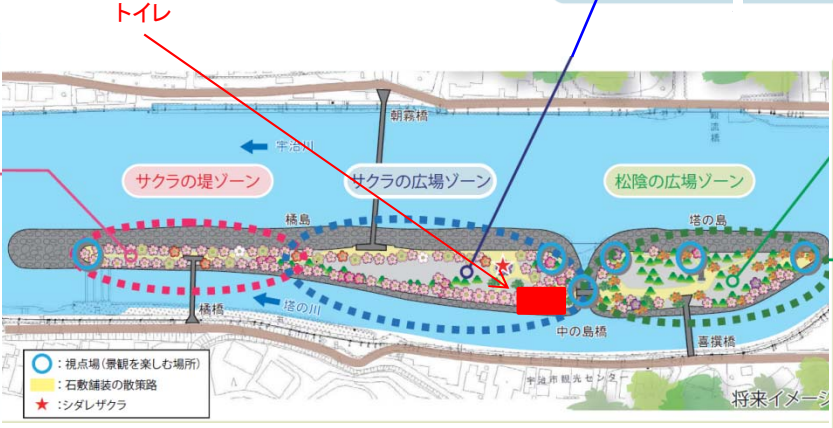 トイレ
朝霧橋
宇治川
サクラの堤ゾーン
サクラの広場ゾーン
松陰の広場ゾーン
橘島
塔の島
橘橋
塔の川
中の島橋
喜撰橋
宇治市観光センター
：視点場（景観を楽しむ場所）
：石敷舗装の散策路
：シダレザクラ
将来イメージ